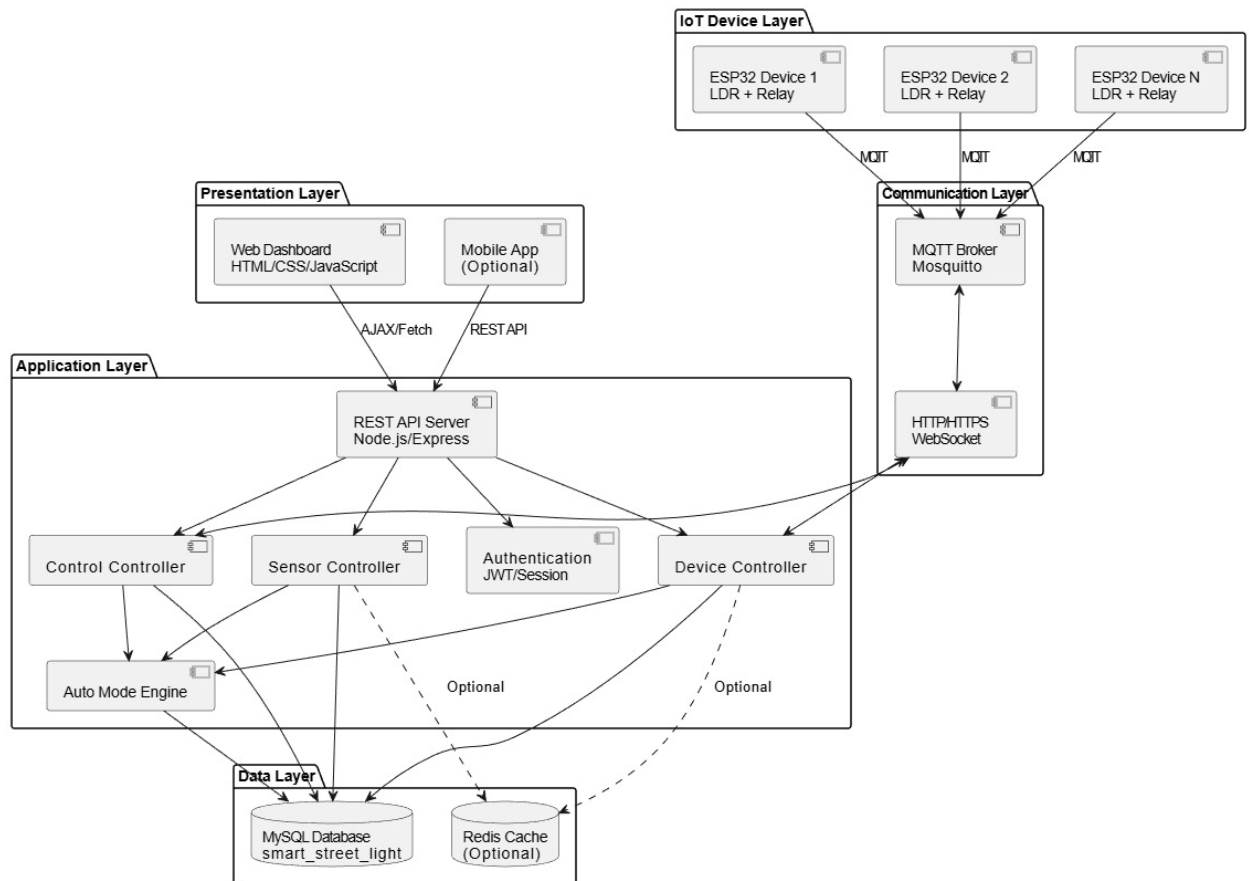 IoT Device Layer
ESP32 Device 1
LDR + Relay
ESP32 Device 2
LDR + Relay
ESP32 Device N
LDR + Relay
MQTT
MQTT
MQTT
Presentation Layer
Web Dashboard
HTML/CSS/JavaScript
Mobile App
(Optional)
Communication Layer
MQTT Broker
Mosquitto
AJAX/Fetch
REST API
Application Layer
REST API Server
Node.js/Express
HTTP/HTTPS
WebSocket
Control Controller
Sensor Controller
Authentication
JWT/Session
Device Controller
Auto Mode Engine
Optional
Optional
Data Layer
MySQL Database
smart_street_light
Redis Cache
(Optional)